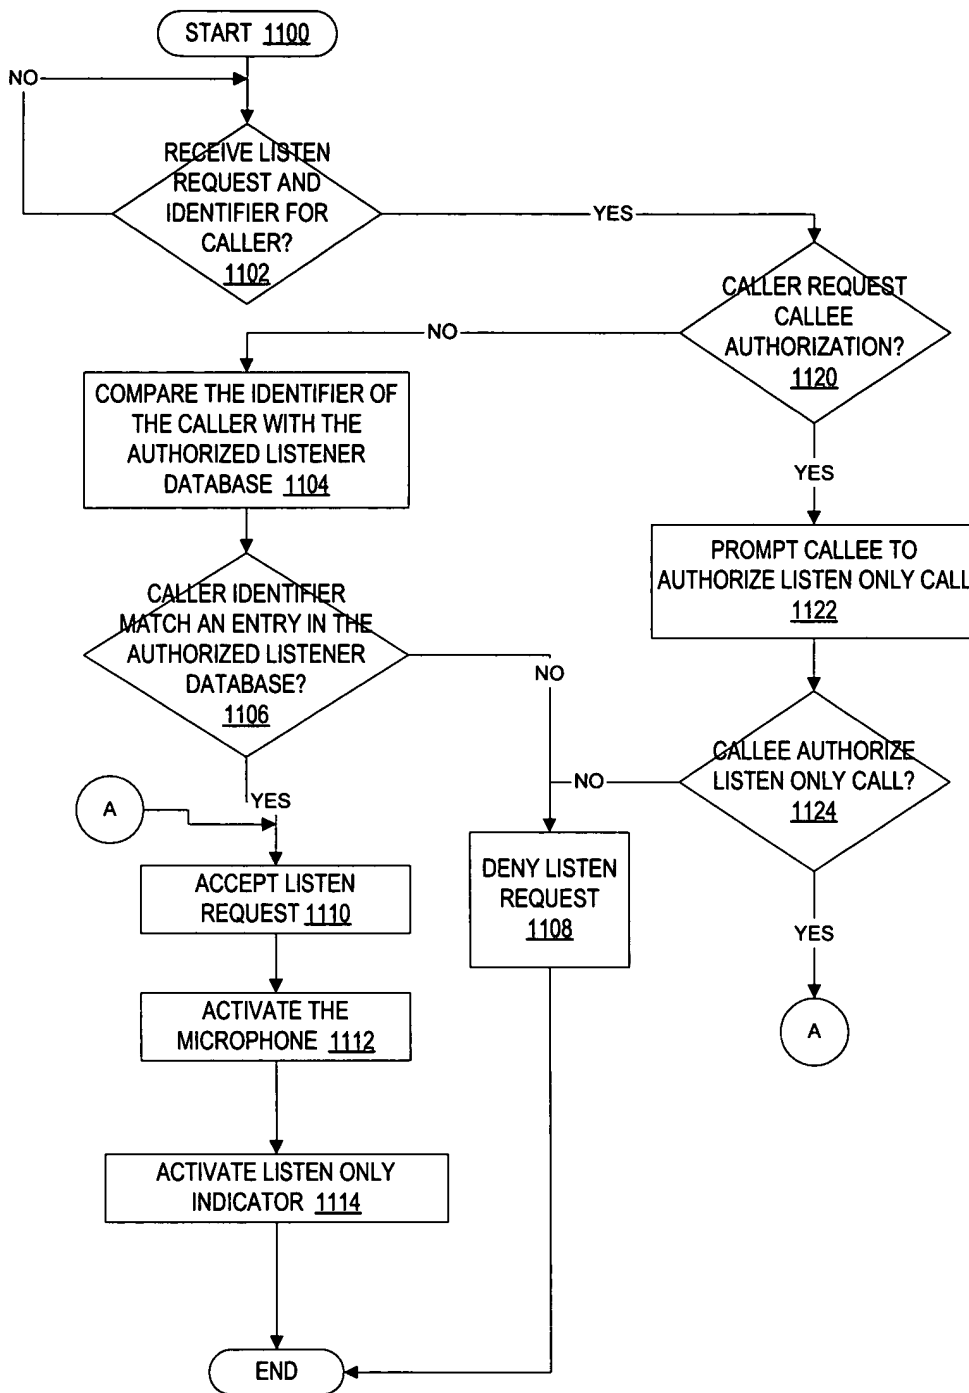 START 1100
NO
RECEIVE LISTEN
REQUEST AND
IDENTIFIER FOR
CALLER?
1102
YES
CALLER REQUEST
CALLEE
AUTHORIZATION?
1120
NO
COMPARE THE IDENTIFIER OF
THE CALLER WITH THE
AUTHORIZED LISTENER
DATABASE 1104
YES
PROMPT CALLEE TO
AUTHORIZE LISTEN ONLY CALL
1122
CALLER IDENTIFIER
MATCH AN ENTRY IN THE
AUTHORIZED LISTENER
DATABASE?
1106
NO
CALLEE AUTHORIZE
LISTEN ONLY CALL?
1124
NO
YES
A
ACCEPT LISTEN
REQUEST 1110
DENY LISTEN
REQUEST
1108
YES
ACTIVATE THE
MICROPHONE 1112
A
ACTIVATE LISTEN ONLY
INDICATOR 1114
END